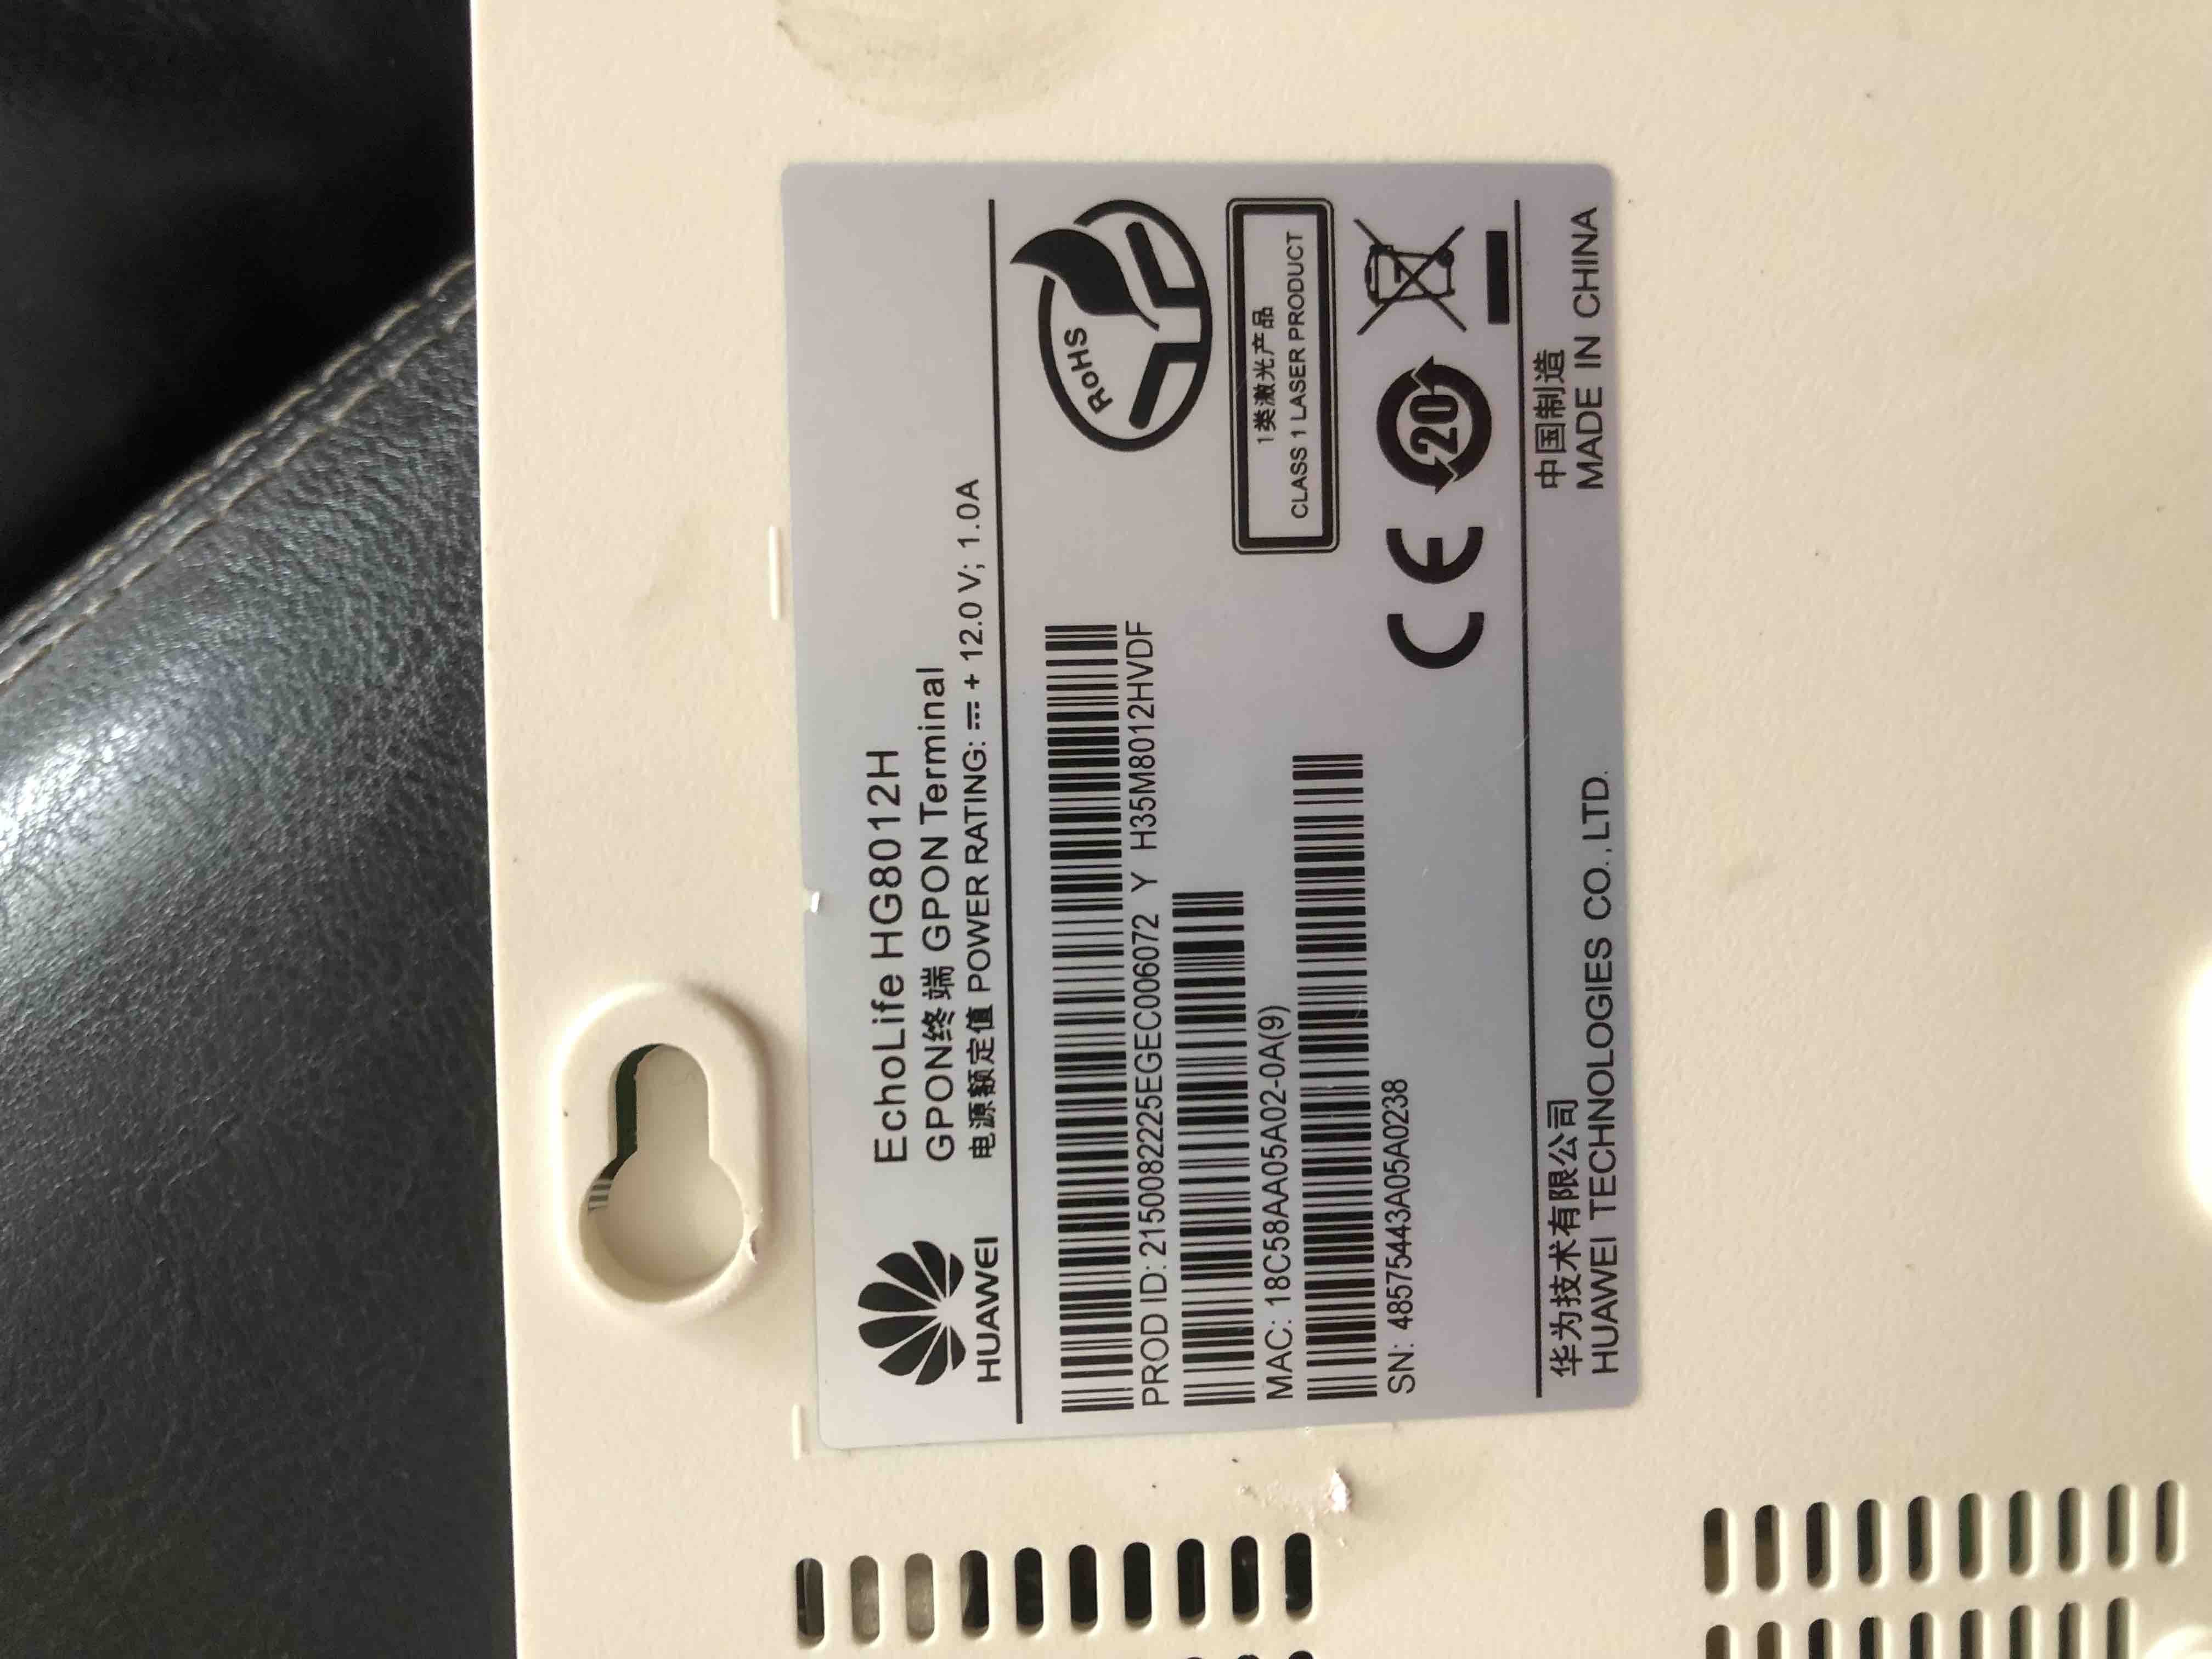 HUAWEI
EchoLife HG8012H
GPON终端 GPON Terminal
电源额定值 POWER RATING: ⎓ + 12.0 V; 1.0A
PROD ID: 2150082225EGEC006072 Y H35M8012HVDF
MAC: 18C58AA05A02-0A(9)
SN: 48575443A05A0238
RoHS
1类激光产品
CLASS 1 LASER PRODUCT
CE
20
华为技术有限公司
HUAWEI TECHNOLOGIES CO.,LTD.
中国制造
MADE IN CHINA